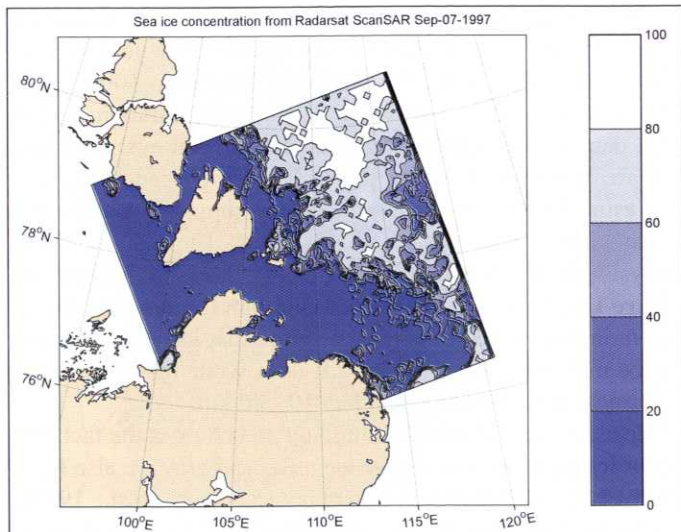 Sea ice concentration from Radarsat ScanSAR Sep-07-1997
80°N
78°N
76°N
100°E
105°E
110°E
115°E
120°E
100
80
60
40
20
0